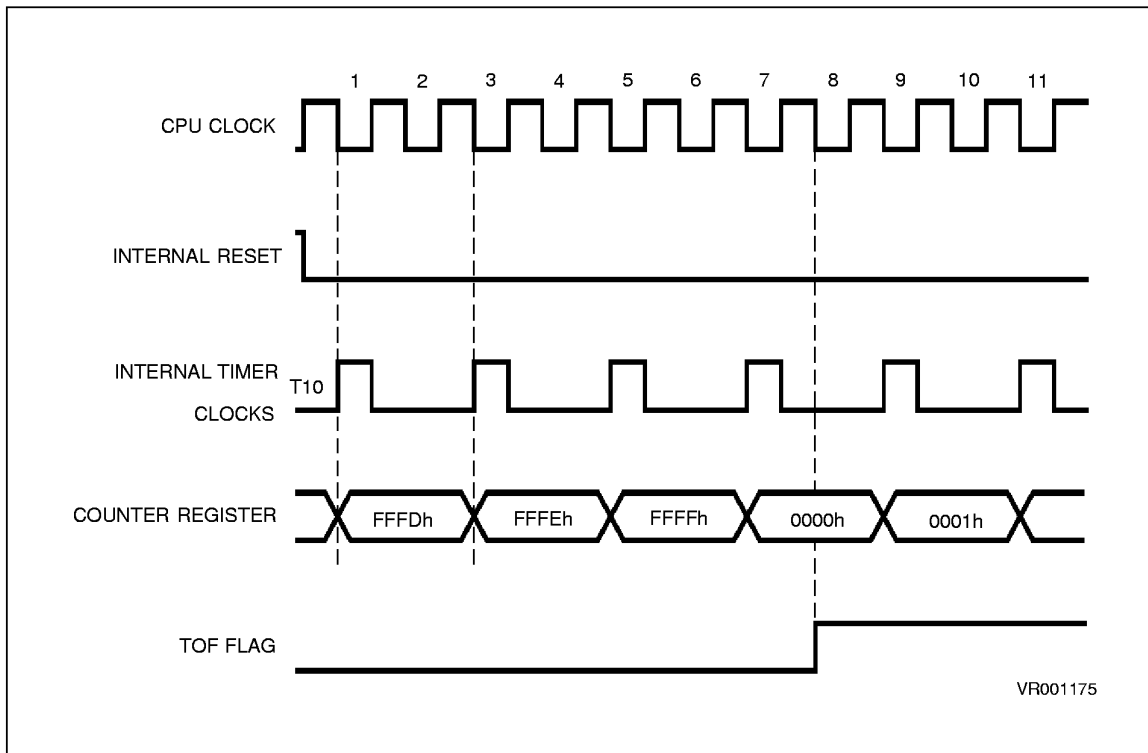 1 2 3 4 5 6 7 8 9 10 11
CPU CLOCK
INTERNAL RESET
INTERNAL TIMER
T10
CLOCKS
COUNTER REGISTER FFFDh FFFEh FFFFh 0000h 0001h
TOF FLAG
VR001175